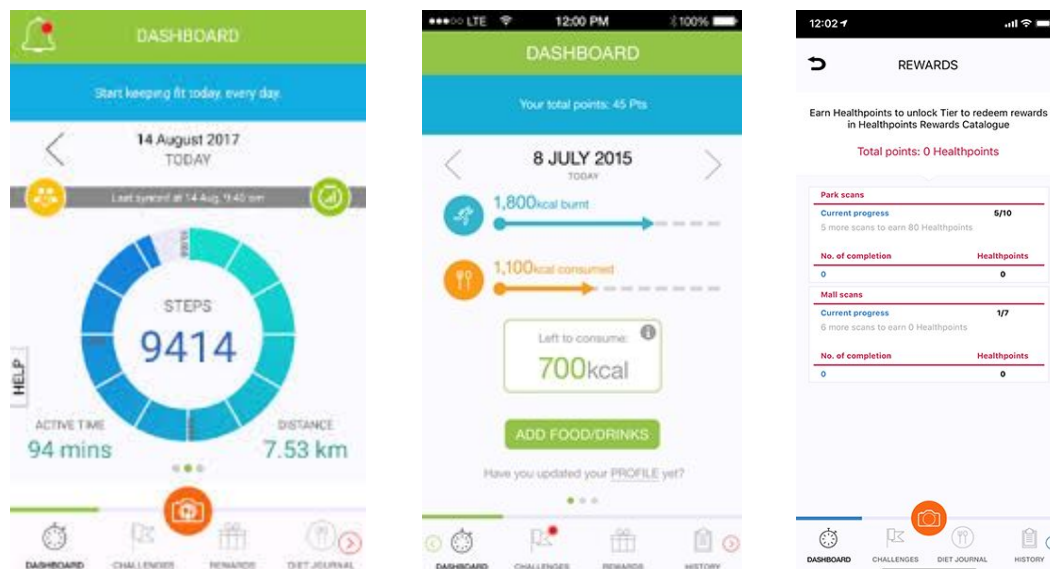 DASHBOARD
Start keeping fit today, every day.
14 August 2017
TODAY
Last synced at 14 Aug, 9:40 am
STEPS
9414
HELP
ACTIVE TIME
94 mins
DISTANCE
7.53 km
DASHBOARD
CHALLENGES
REWARDS
DIET JOURNAL
LTE 12:00 PM 100%
DASHBOARD
Your total points: 45 Pts
8 JULY 2015
TODAY
1,800kcal burnt
1,100kcal consumed
Left to consume:
700kcal
ADD FOOD/DRINKS
Have you updated your PROFILE yet?
DASHBOARD
CHALLENGES
REWARDS
HISTORY
12:02
REWARDS
Earn Healthpoints to unlock Tier to redeem rewards
in Healthpoints Rewards Catalogue
Total points: 0 Healthpoints
Park scans
Current progress 5/10
5 more scans to earn 80 Healthpoints
No. of completion Healthpoints
0 0
Mall scans
Current progress 1/7
6 more scans to earn 0 Healthpoints
No. of completion Healthpoints
0 0
DASHBOARD
CHALLENGES
DIET JOURNAL
HISTORY